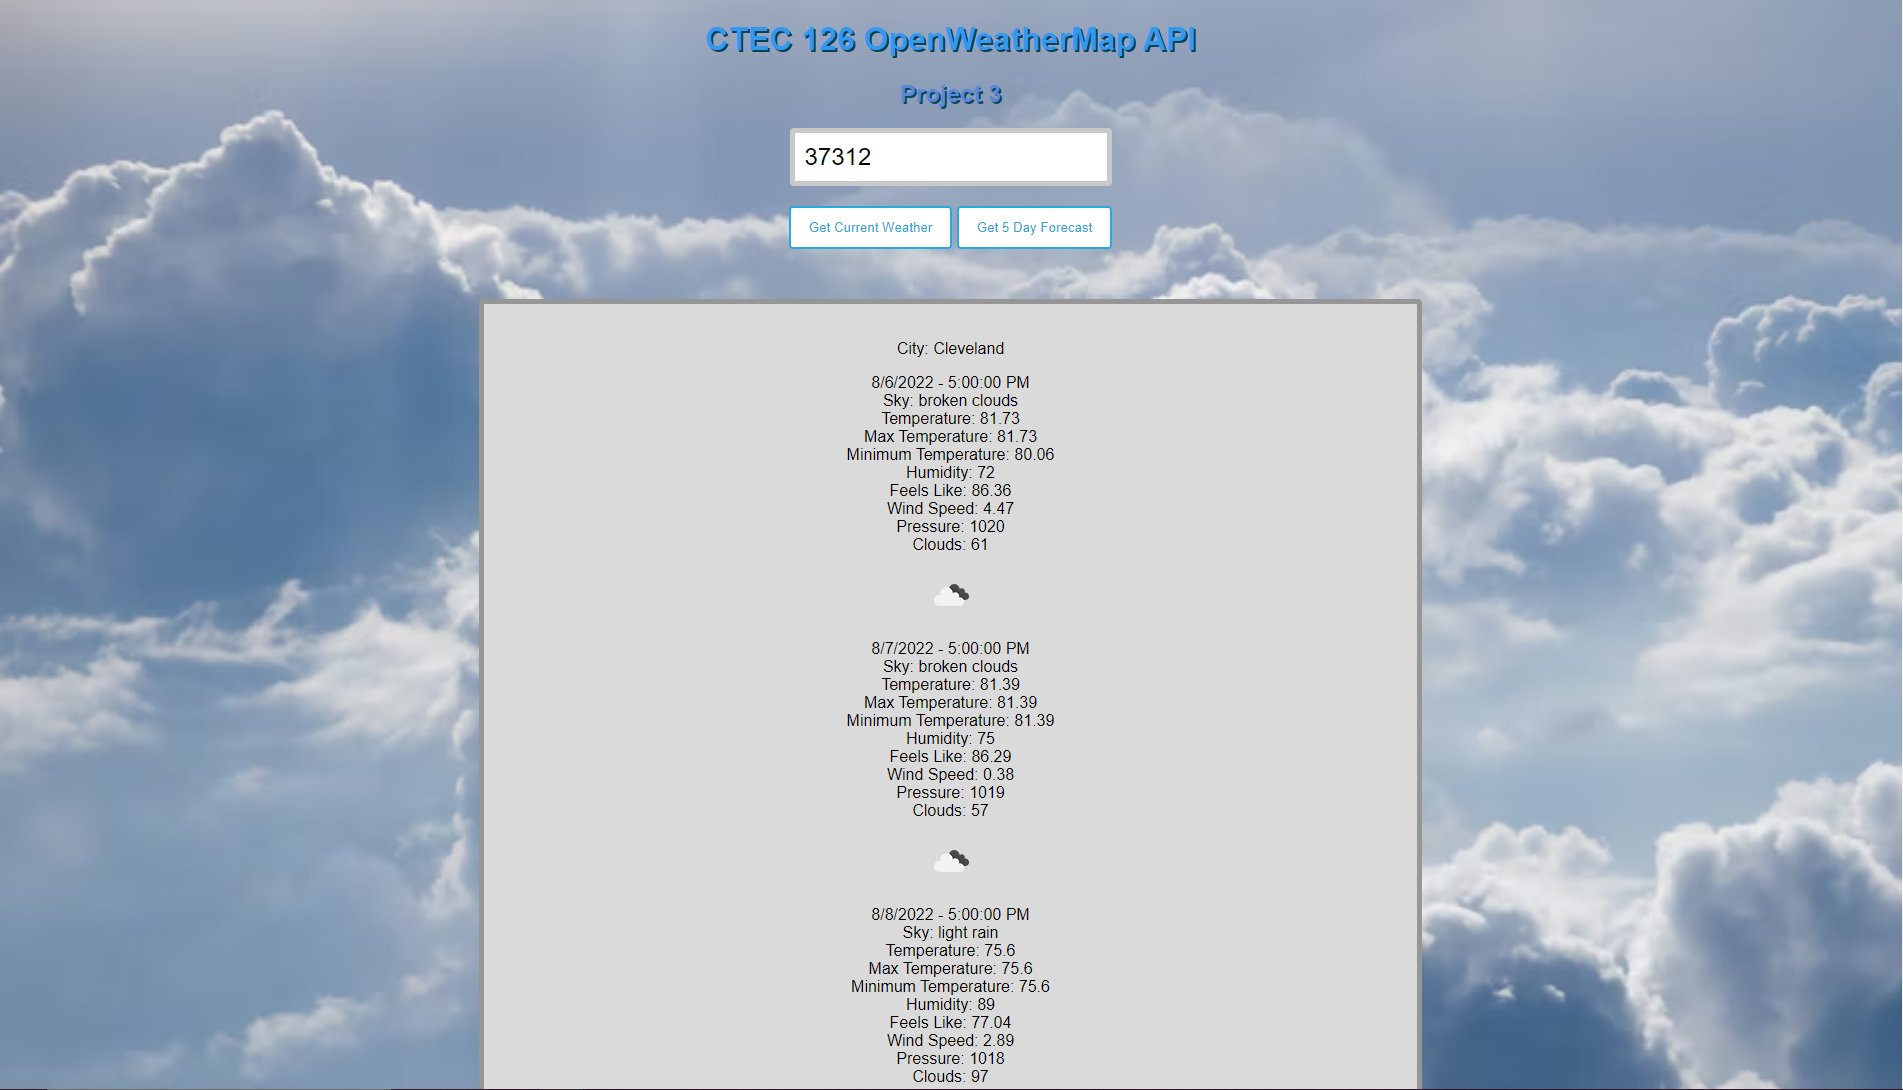 CTEC 126 OpenWeatherMap API
Project 3
37312
Get Current Weather Get 5 Day Forecast
City: Cleveland
8/6/2022 - 5:00:00 PM
Sky: broken clouds
Temperature: 81.73
Max Temperature: 81.73
Minimum Temperature: 80.06
Humidity: 72
Feels Like: 86.36
Wind Speed: 4.47
Pressure: 1020
Clouds: 61
8/7/2022 - 5:00:00 PM
Sky: broken clouds
Temperature: 81.39
Max Temperature: 81.39
Minimum Temperature: 81.39
Humidity: 75
Feels Like: 86.29
Wind Speed: 0.38
Pressure: 1019
Clouds: 57
8/8/2022 - 5:00:00 PM
Sky: light rain
Temperature: 75.6
Max Temperature: 75.6
Minimum Temperature: 75.6
Humidity: 89
Feels Like: 77.04
Wind Speed: 2.89
Pressure: 1018
Clouds: 97